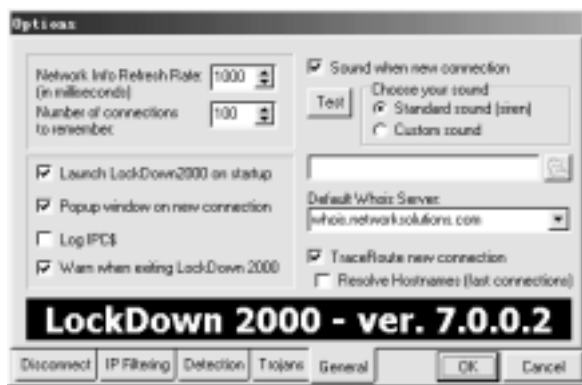 Options
Network Info Refresh Rate:
(in milliseconds)
1000
Number of connections
to remember:
100
Launch LockDown2000 on startup
Popup window on new connection
Log IPC$
Warn when exiting LockDown 2000
Sound when new connection
Test
Choose your sound
Standard sound (siren)
Custom sound
Default Whois Server:
whois.networksolutions.com
TraceRoute new connection
Resolve Hostnames (last connections)
LockDown 2000 - ver. 7.0.0.2
Disconnect
IP Filtering
Detection
Trojans
General
OK
Cancel